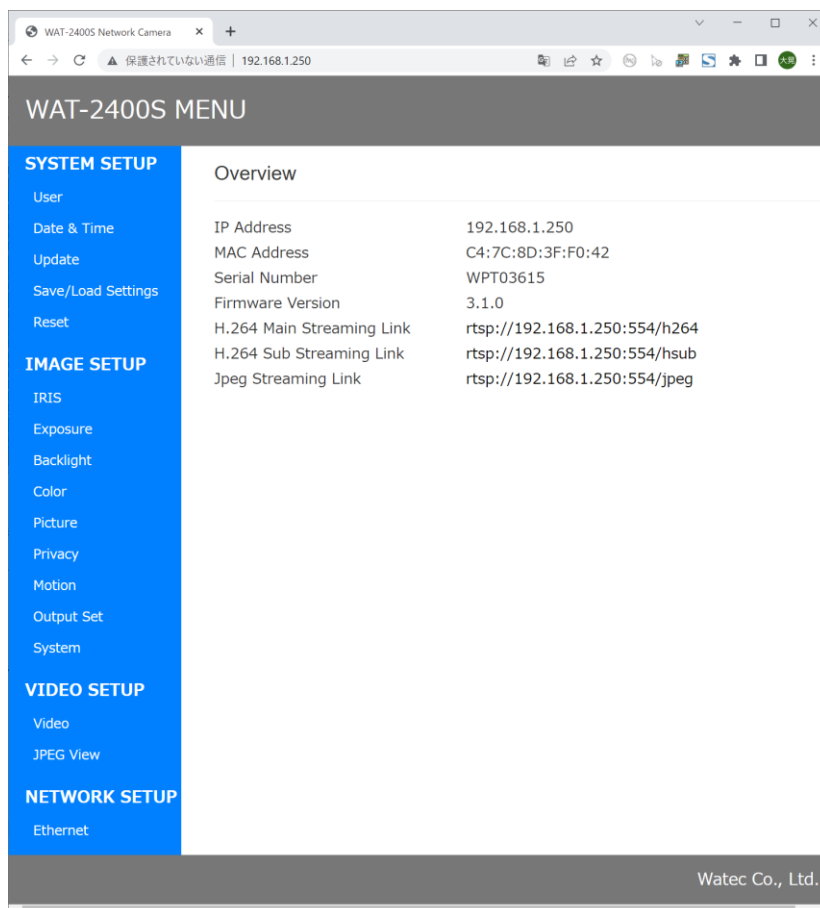 WAT-2400S Network Camera
保護されていない通信 | 192.168.1.250
大晃
WAT-2400S MENU
SYSTEM SETUP
User
Date & Time
Update
Save/Load Settings
Reset
IMAGE SETUP
IRIS
Exposure
Backlight
Color
Picture
Privacy
Motion
Output Set
System
VIDEO SETUP
Video
JPEG View
NETWORK SETUP
Ethernet
Overview
IP Address 192.168.1.250
MAC Address C4:7C:8D:3F:F0:42
Serial Number WPT03615
Firmware Version 3.1.0
H.264 Main Streaming Link rtsp://192.168.1.250:554/h264
H.264 Sub Streaming Link rtsp://192.168.1.250:554/hsub
Jpeg Streaming Link rtsp://192.168.1.250:554/jpeg
Watec Co., Ltd.